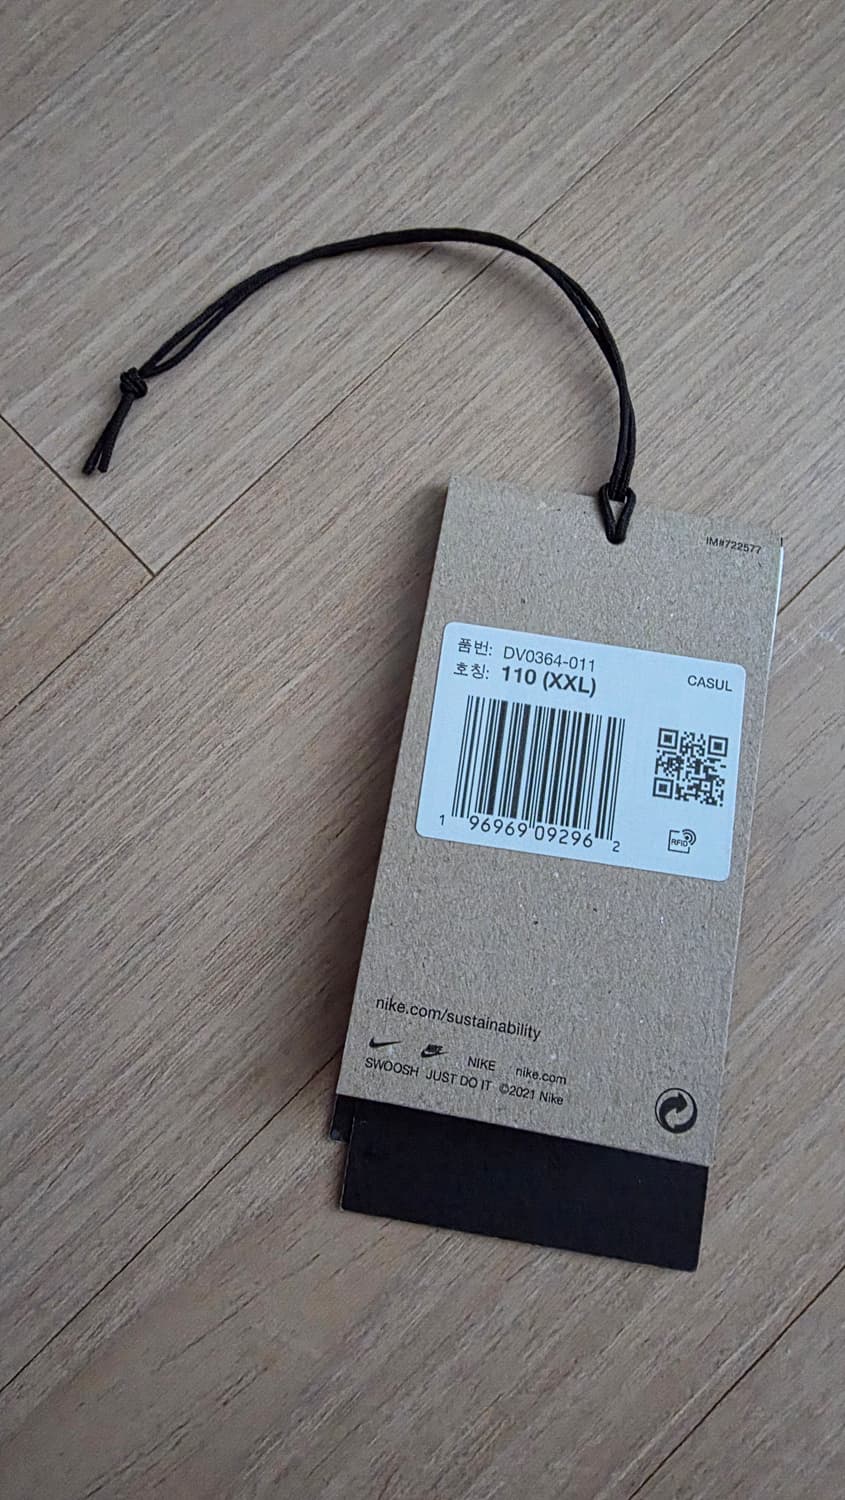 IM#722577
품번: DV0364-011
호칭: 110 (XXL)
CASUL
1 96969 09296 2
RFID
nike.com/sustainability
NIKE nike.com
SWOOSH JUST DO IT ©2021 Nike